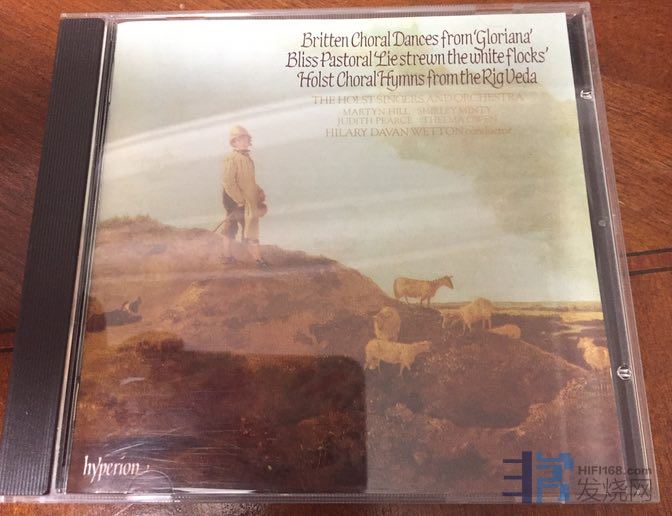 Britten Choral Dances from 'Gloriana'
Bliss Pastoral 'Lie strewn the white flocks'
Holst Choral Hymns from the Rig Veda
THE HOLST SINGERS AND ORCHESTRA
MARTYN HILL SHIRLEY MINTY
JUDITH PEARCE THELMA OWEN
HILARY DAVAN WETTON conductor
hyperion
HIFI168.com
发烧网